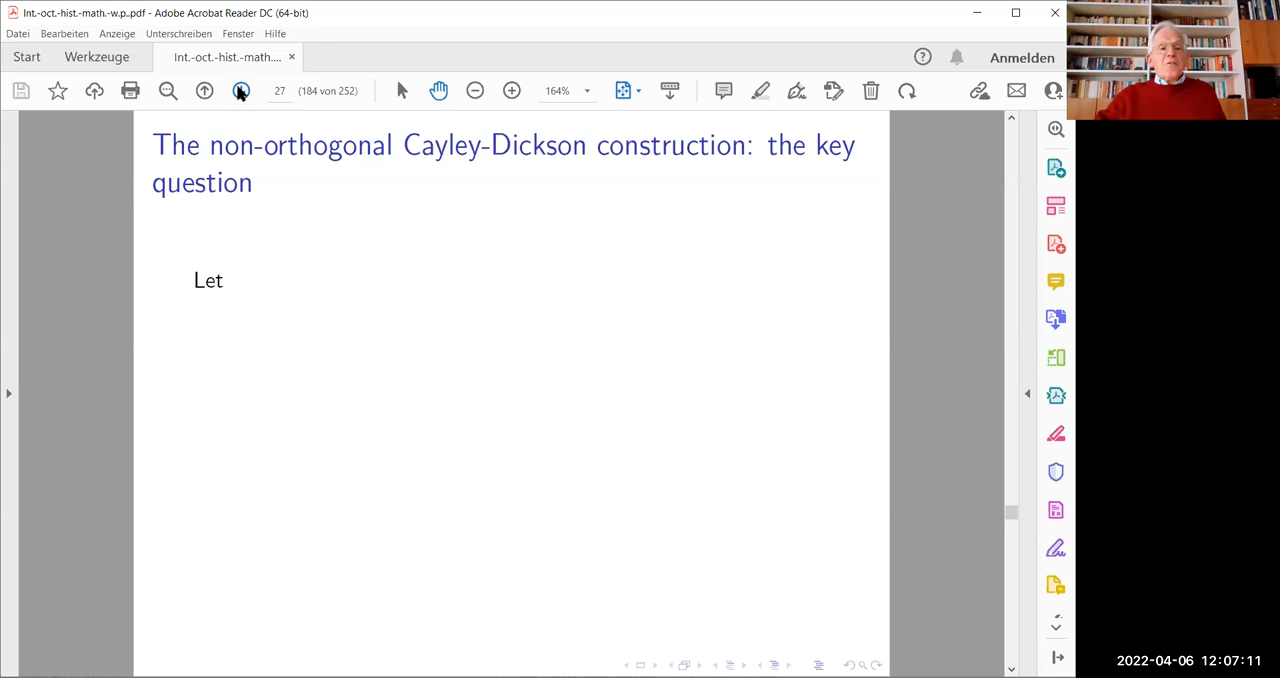 Int.-oct.-hist.-math.-w.p..pdf - Adobe Acrobat Reader DC (64-bit)
Datei Bearbeiten Anzeige Unterschreiben Fenster Hilfe
Start Werkzeuge Int.-oct.-hist.-math.... × Anmelden
27 (184 von 252) 164%
The non-orthogonal Cayley-Dickson construction: the key
question
Let
2022-04-06 12:07:11